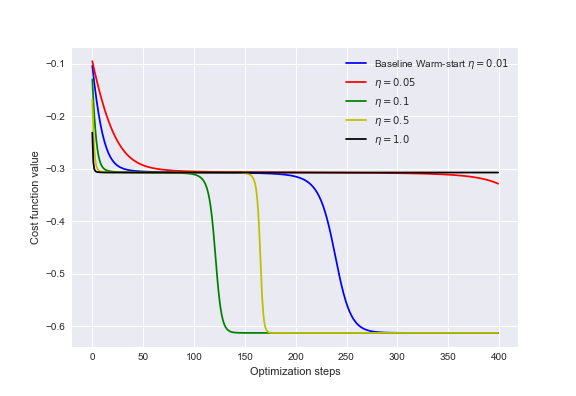 −0.1
−0.2
−0.3
−0.4
−0.5
−0.6
Cost function value
Baseline Warm-start η = 0.01
η = 0.05
η = 0.1
η = 0.5
η = 1.0
0 50 100 150 200 250 300 350 400
Optimization steps